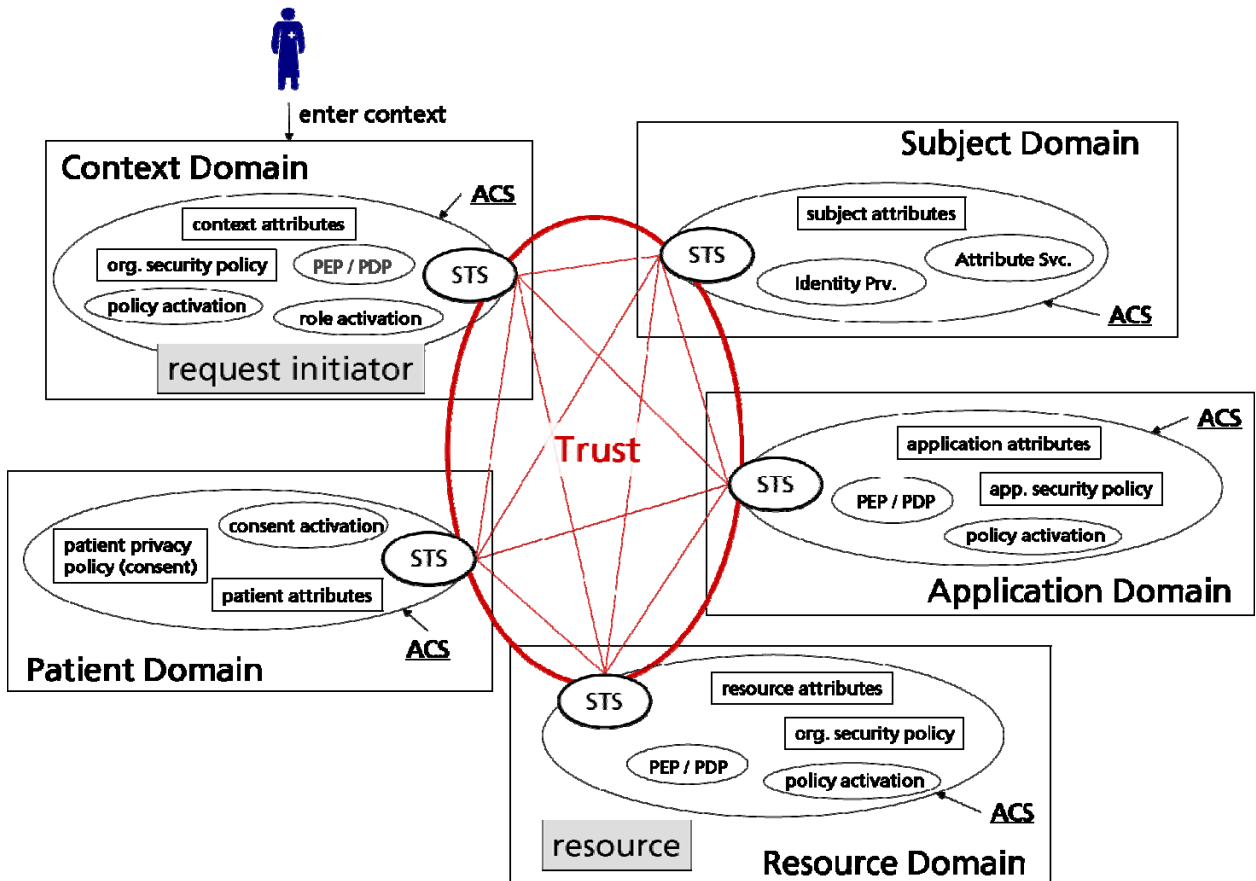 enter context
Context Domain
ACS
context attributes
org. security policy
PEP / PDP
policy activation
role activation
STS
request initiator
Subject Domain
subject attributes
STS
Attribute Svc.
Identity Prv.
ACS
Trust
ACS
application attributes
STS
PEP / PDP
app. security policy
policy activation
Application Domain
consent activation
patient privacy
policy (consent)
STS
patient attributes
ACS
Patient Domain
STS
resource attributes
org. security policy
PEP / PDP
policy activation
ACS
resource
Resource Domain